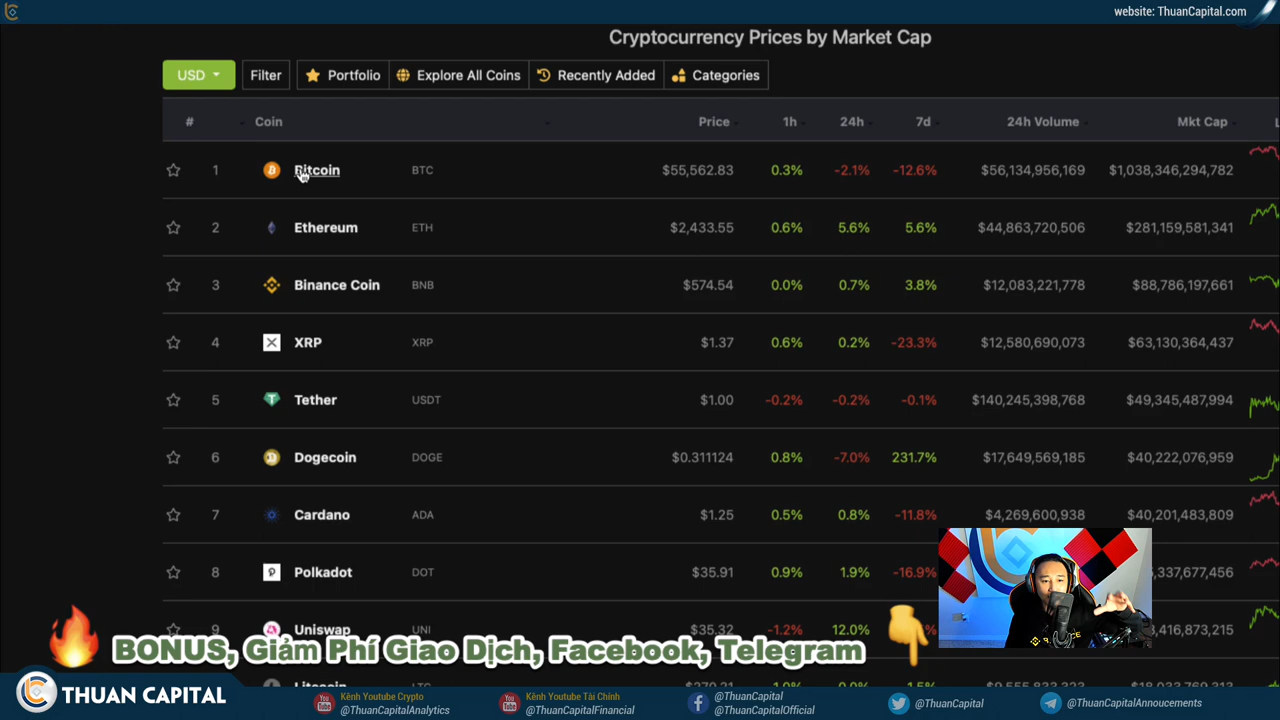 website: ThuanCapital.com
Cryptocurrency Prices by Market Cap
USD Filter Portfolio Explore All Coins Recently Added Categories
# Coin Price 1h 24h 7d 24h Volume Mkt Cap
1 Bitcoin BTC $55,562.83 0.3% -2.1% -12.6% $56,134,956,169 $1,038,346,294,782
2 Ethereum ETH $2,433.55 0.6% 5.6% 5.6% $44,863,720,506 $281,159,581,341
3 Binance Coin BNB $574.54 0.0% 0.7% 3.8% $12,083,221,778 $88,786,197,661
4 XRP XRP $1.37 0.6% 0.2% -23.3% $12,580,690,073 $63,130,364,437
5 Tether USDT $1.00 -0.2% -0.2% -0.1% $140,245,398,768 $49,345,487,994
6 Dogecoin DOGE $0.311124 0.8% -7.0% 231.7% $17,649,569,185 $40,222,076,959
7 Cardano ADA $1.25 0.5% 0.8% -11.8% $4,269,600,938 $40,201,483,809
8 Polkadot DOT $35.91 0.9% 1.9% -16.9%
9 Uniswap UNI $35.32 -1.2% 12.0%
BONUS, Giảm Phí Giao Dịch, Facebook, Telegram
THUAN CAPITAL
Kênh Youtube Crypto
@ThuanCapitalAnalytics
Kênh Youtube Tài Chính
@ThuanCapitalFinancial
@ThuanCapital
@ThuanCapitalOfficial
@ThuanCapital
@ThuanCapitalAnnoucements